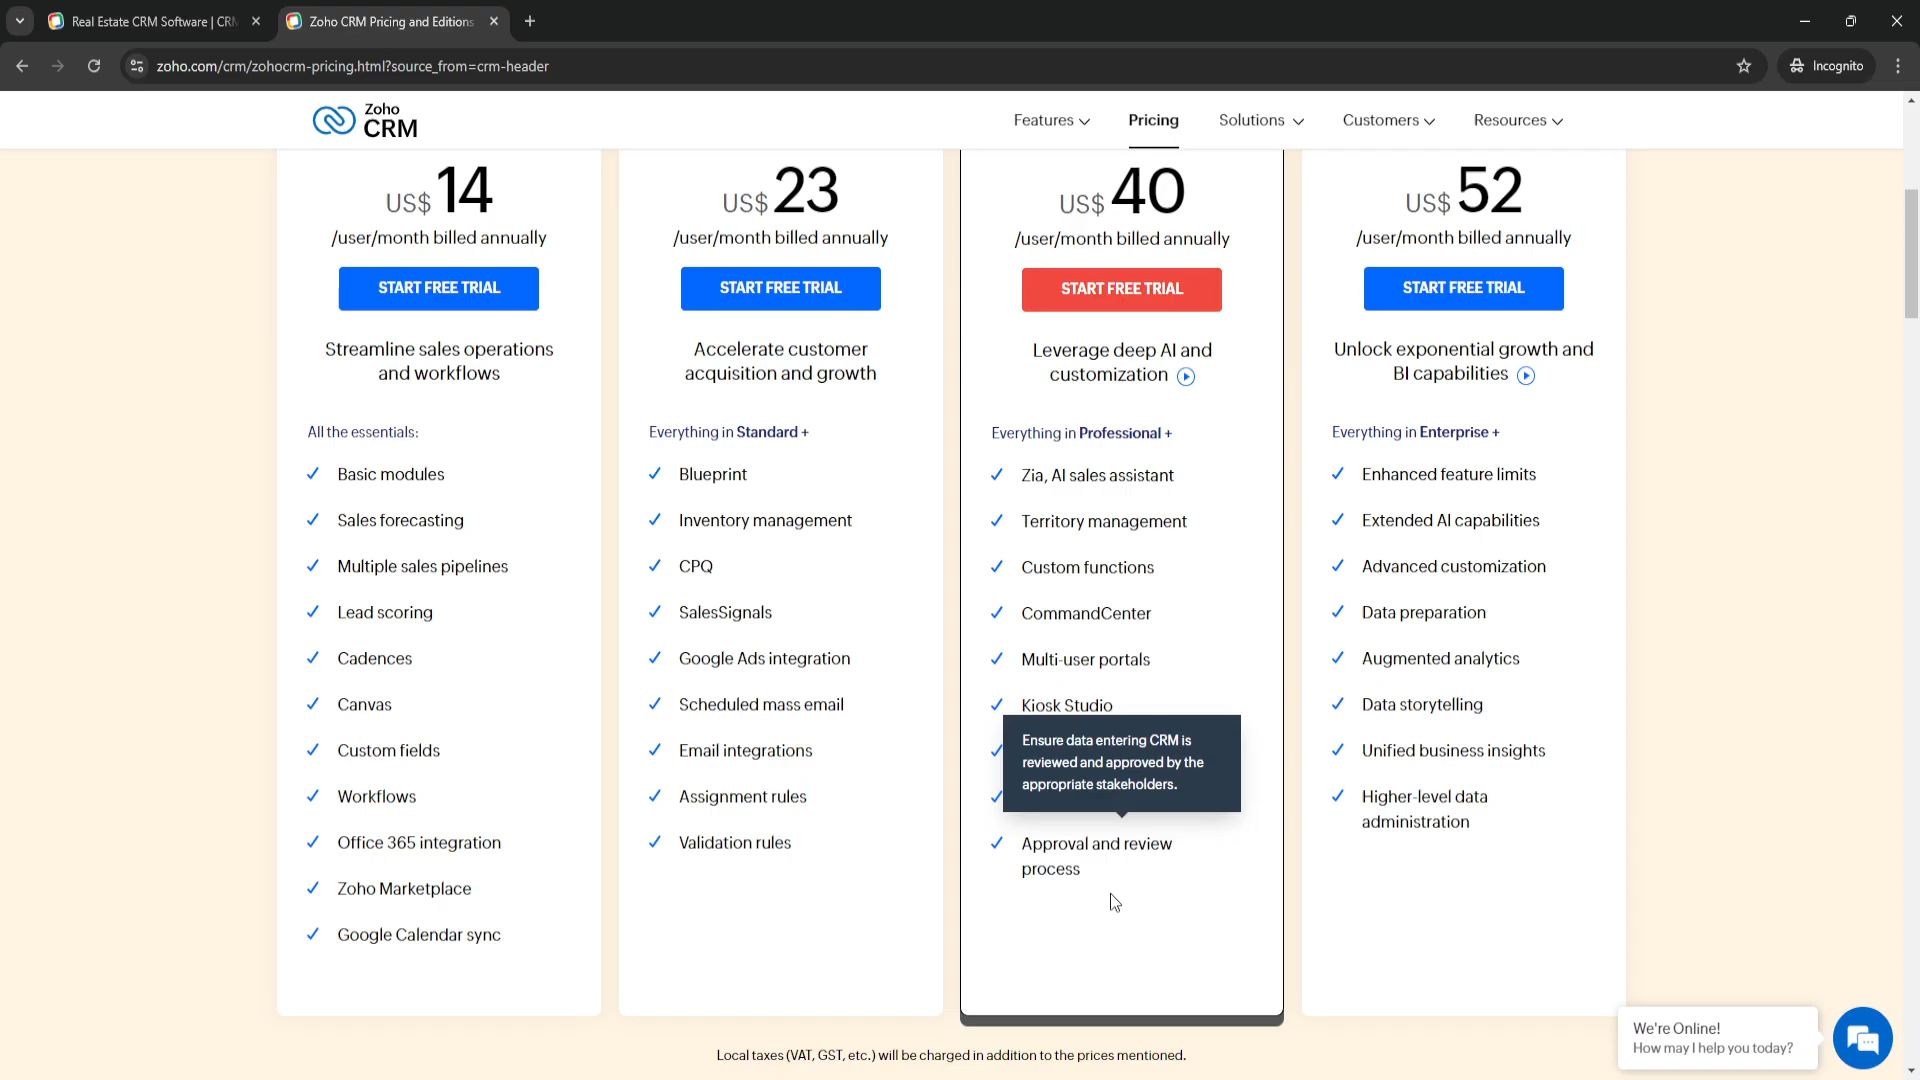 Real Estate CRM Software | CRM
Zoho CRM Pricing and Editions
zoho.com/crm/zohocrm-pricing.html?source_from=crm-header
Incognito
Zoho
CRM
Features
Pricing
Solutions
Customers
Resources
US$ 14
/user/month billed annually
START FREE TRIAL
Streamline sales operations
and workflows
All the essentials:
Basic modules
Sales forecasting
Multiple sales pipelines
Lead scoring
Cadences
Canvas
Custom fields
Workflows
Office 365 integration
Zoho Marketplace
Google Calendar sync
US$ 23
/user/month billed annually
START FREE TRIAL
Accelerate customer
acquisition and growth
Everything in Standard +
Blueprint
Inventory management
CPQ
SalesSignals
Google Ads integration
Scheduled mass email
Email integrations
Assignment rules
Validation rules
US$ 40
/user/month billed annually
START FREE TRIAL
Leverage deep AI and
customization
Everything in Professional +
Zia, AI sales assistant
Territory management
Custom functions
CommandCenter
Multi-user portals
Kiosk Studio
Ensure data entering CRM is
reviewed and approved by the
appropriate stakeholders.
Approval and review
process
US$ 52
/user/month billed annually
START FREE TRIAL
Unlock exponential growth and
BI capabilities
Everything in Enterprise +
Enhanced feature limits
Extended AI capabilities
Advanced customization
Data preparation
Augmented analytics
Data storytelling
Unified business insights
Higher-level data
administration
Local taxes (VAT, GST, etc.) will be charged in addition to the prices mentioned.
We're Online!
How may I help you today?